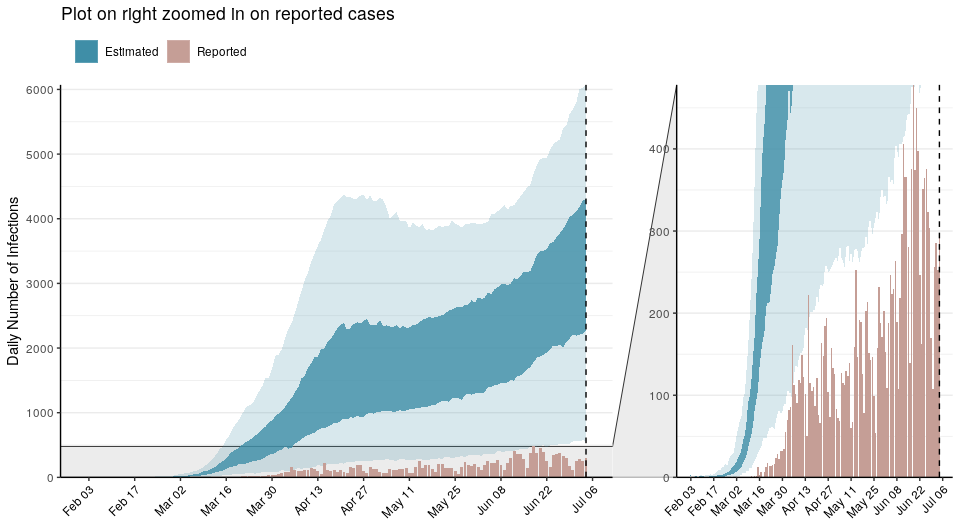 Plot on right zoomed in on reported cases
Estimated Reported
Daily Number of Infections
6000
5000
4000
3000
2000
1000
0
Feb 03 Feb 17 Mar 02 Mar 16 Mar 30 Apr 13 Apr 27 May 11 May 25 Jun 08 Jun 22 Jul 06
400
300
200
100
0
Feb 03 Feb 17 Mar 02 Mar 16 Mar 30 Apr 13 Apr 27 May 11 May 25 Jun 08 Jun 22 Jul 06